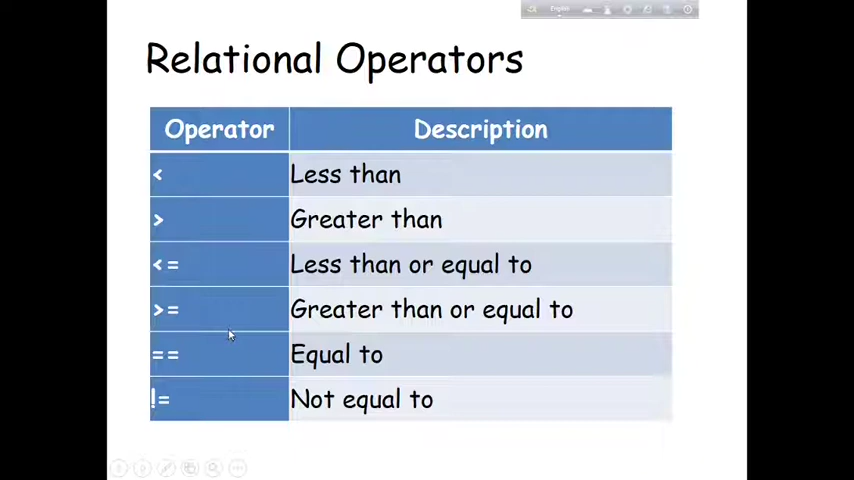 English
Relational Operators
Operator Description
< Less than
> Greater than
<= Less than or equal to
>= Greater than or equal to
== Equal to
!= Not equal to